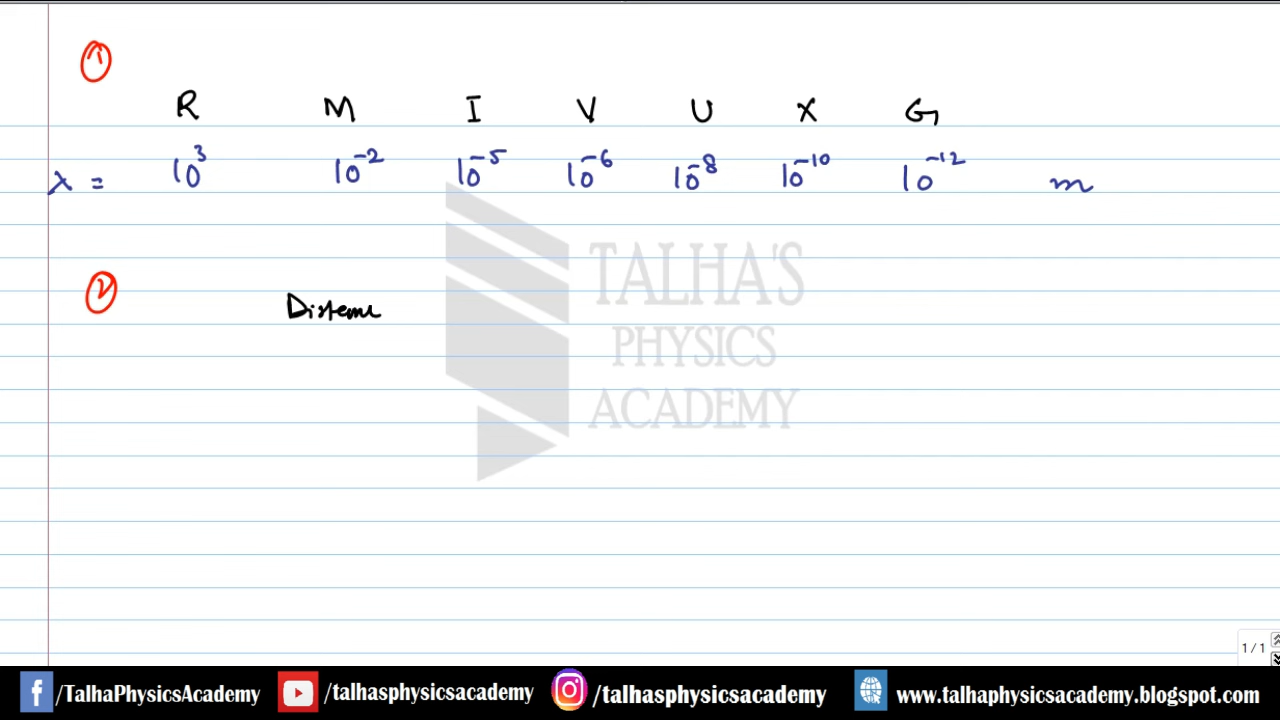 1
R M I V U X G
λ = 10³ 10⁻² 10⁻⁵ 10⁻⁶ 10⁻⁸ 10⁻¹⁰ 10⁻¹² m
2
TALHA'S
PHYSICS
ACADEMY
1 / 1
/TalhaPhysicsAcademy /talhasphysicsacademy /talhasphysicsacademy www.talhaphysicsacademy.blogspot.com